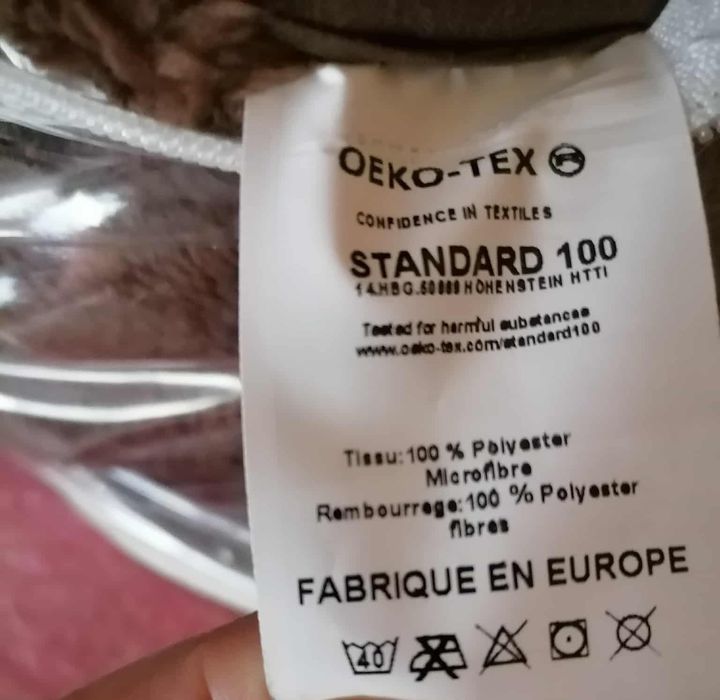 OEKO-TEX ®
CONFIDENCE IN TEXTILES
STANDARD 100
HOHENSTEIN HTTI
Tested for harmful substances
www.oeko-tex.com/standard100
Tissu:100 % Polyester
Microfibre
Rembourrage:100 % Polyester
fibres
FABRIQUE EN EUROPE
40